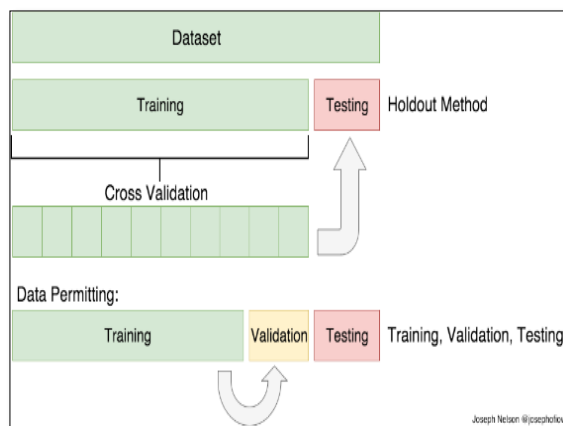 Dataset
Training Testing Holdout Method
Cross Validation
Data Permitting:
Training Validation Testing Training, Validation, Testing
Joseph Nelson